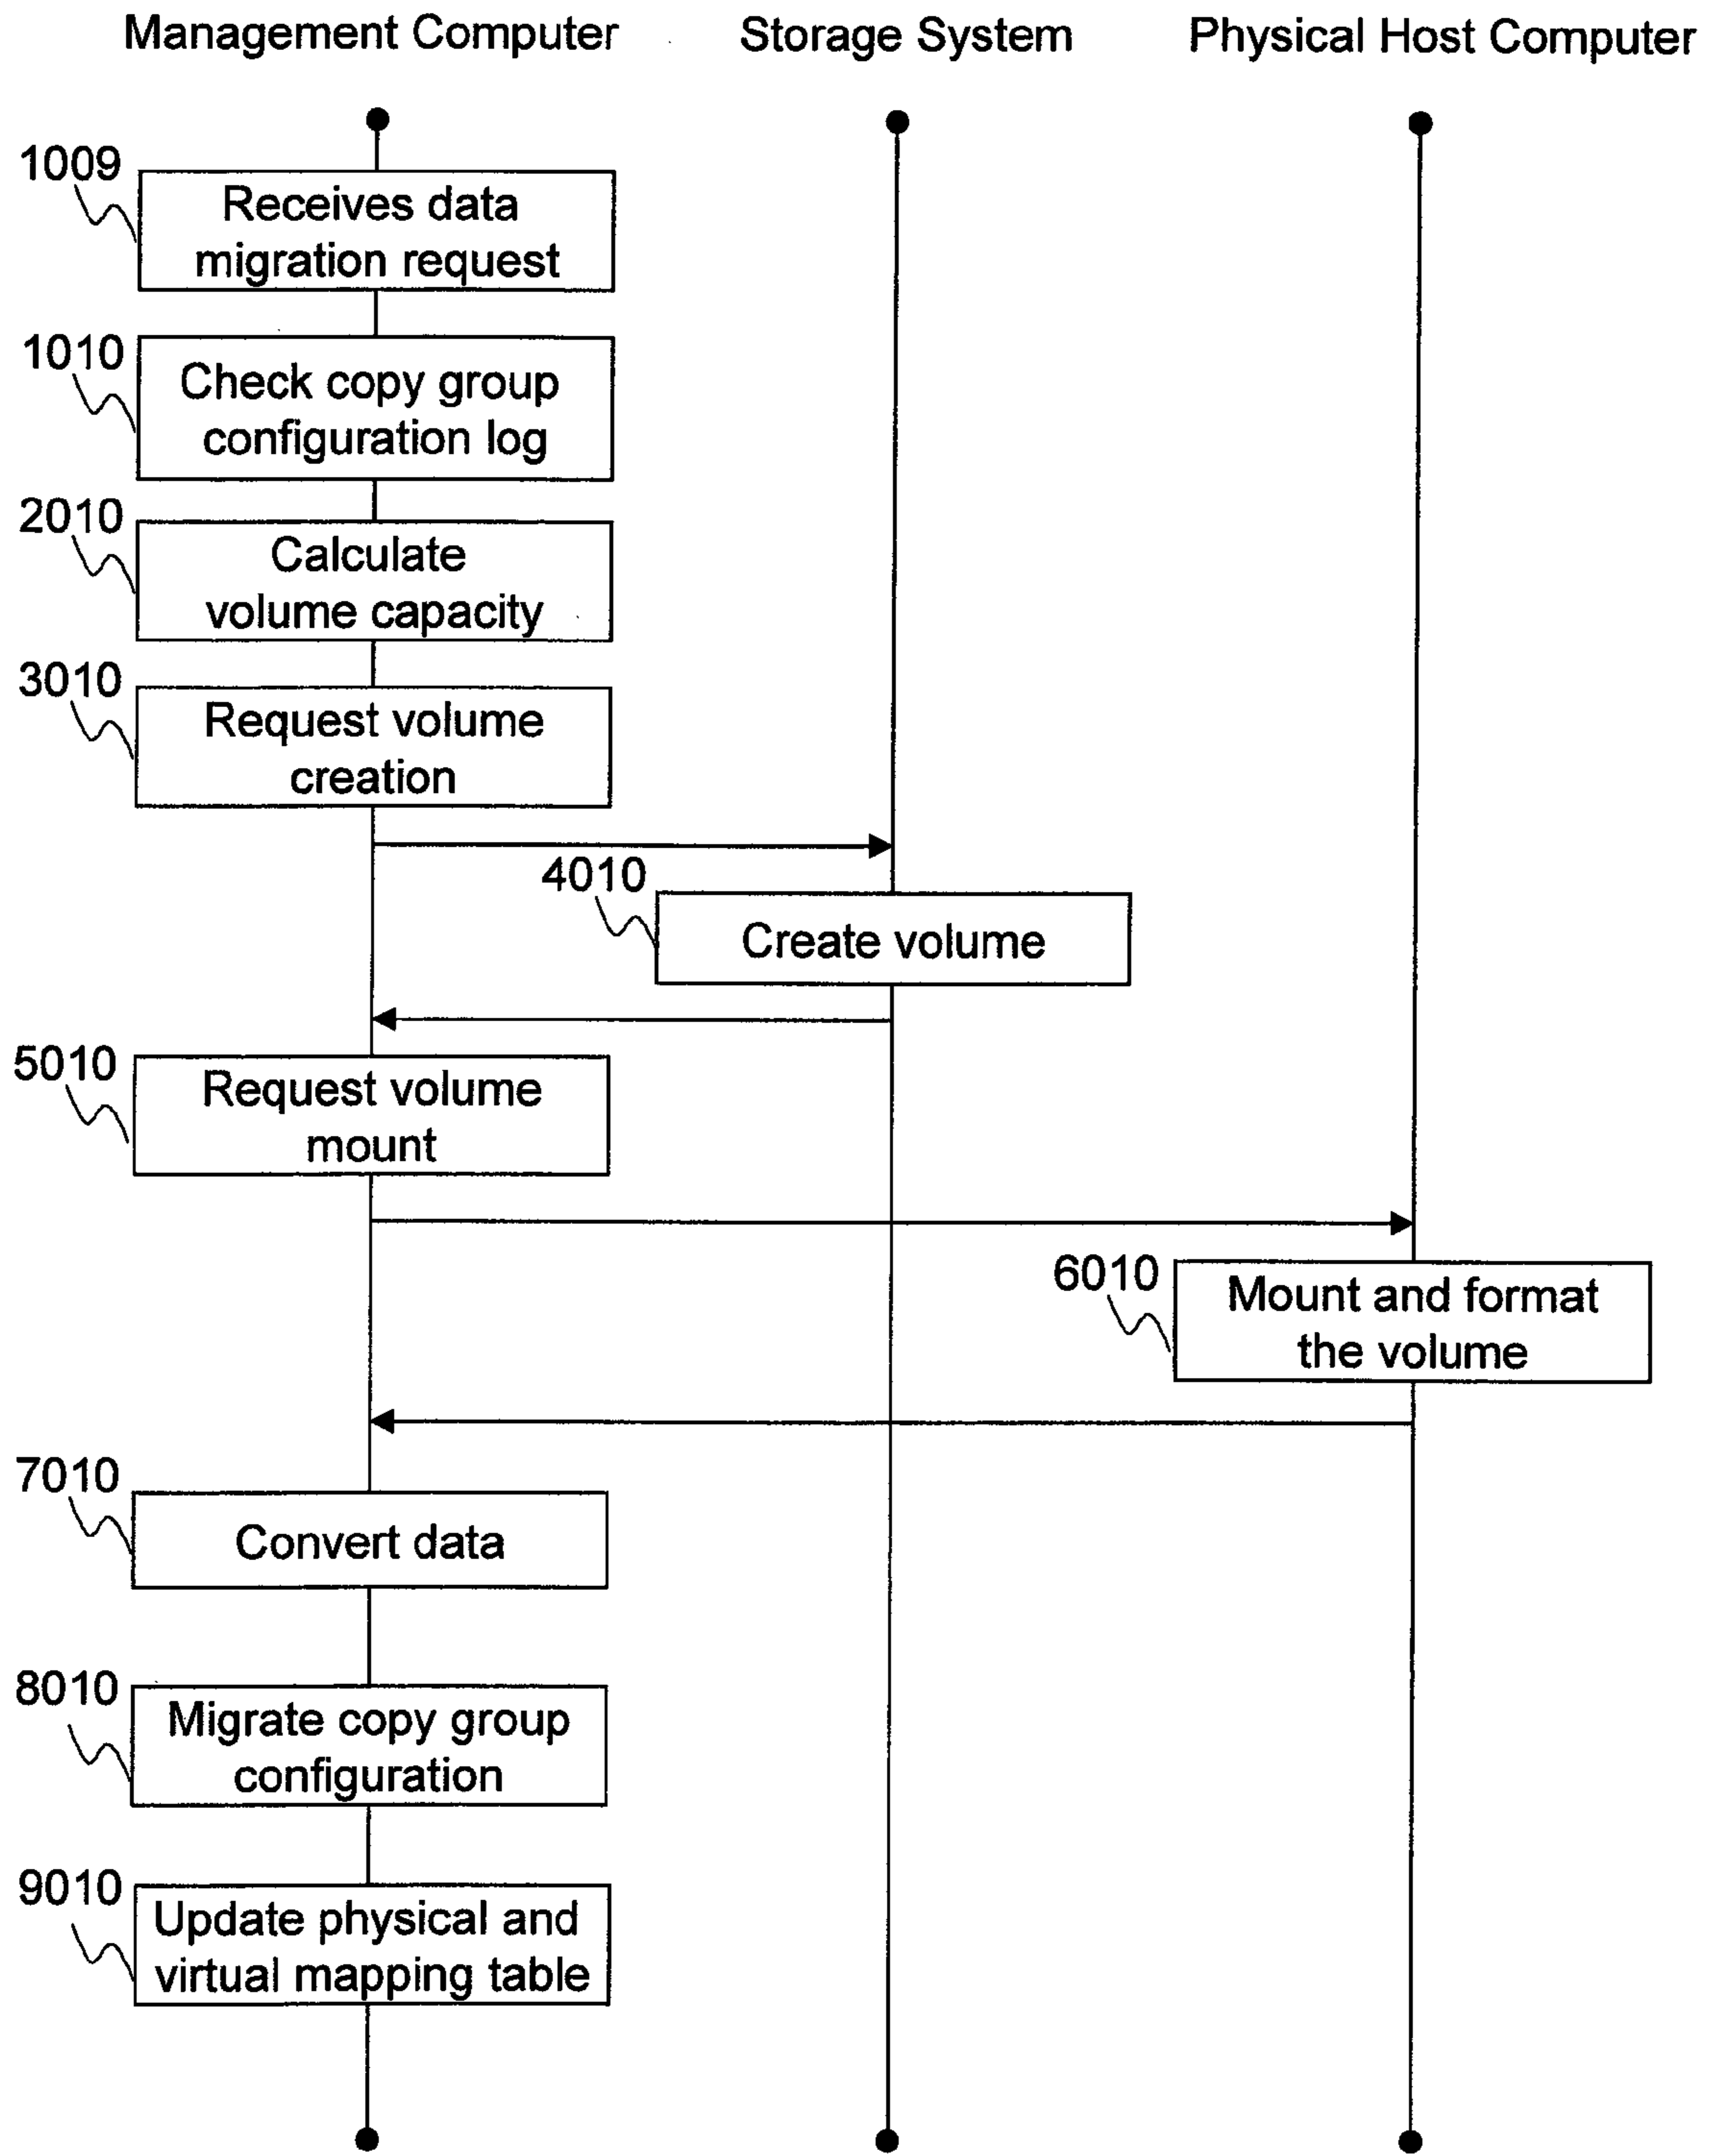 Management Computer
Storage System
Physical Host Computer
1009
Receives data
migration request
1010
Check copy group
configuration log
2010
Calculate
volume capacity
3010
Request volume
creation
4010
Create volume
5010
Request volume
mount
6010
Mount and format
the volume
7010
Convert data
8010
Migrate copy group
configuration
9010
Update physical and
virtual mapping table